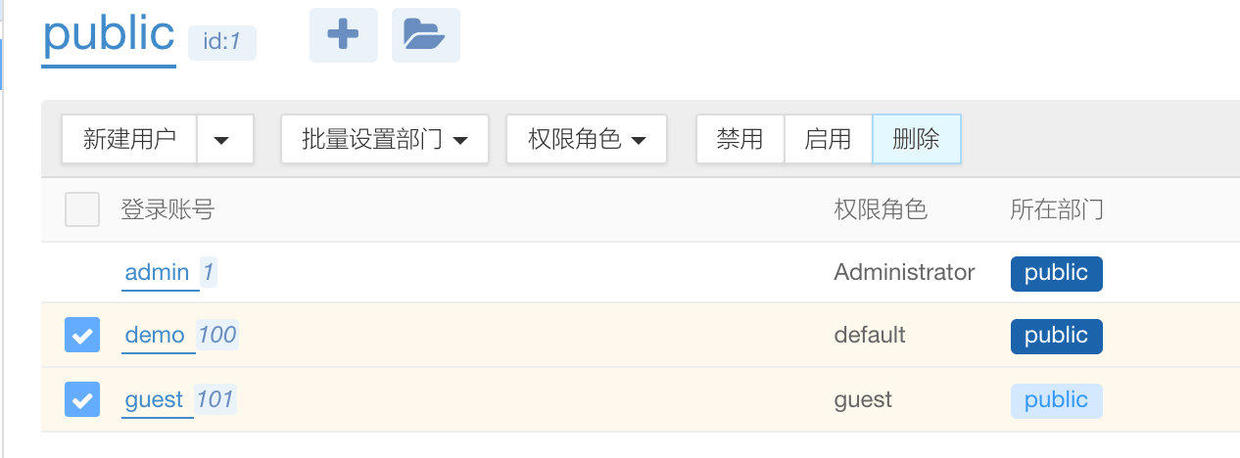 public id:1
新建用户 批量设置部门 权限角色 禁用 启用 删除
登录账号 权限角色 所在部门
admin 1 Administrator public
demo 100 default public
guest 101 guest public